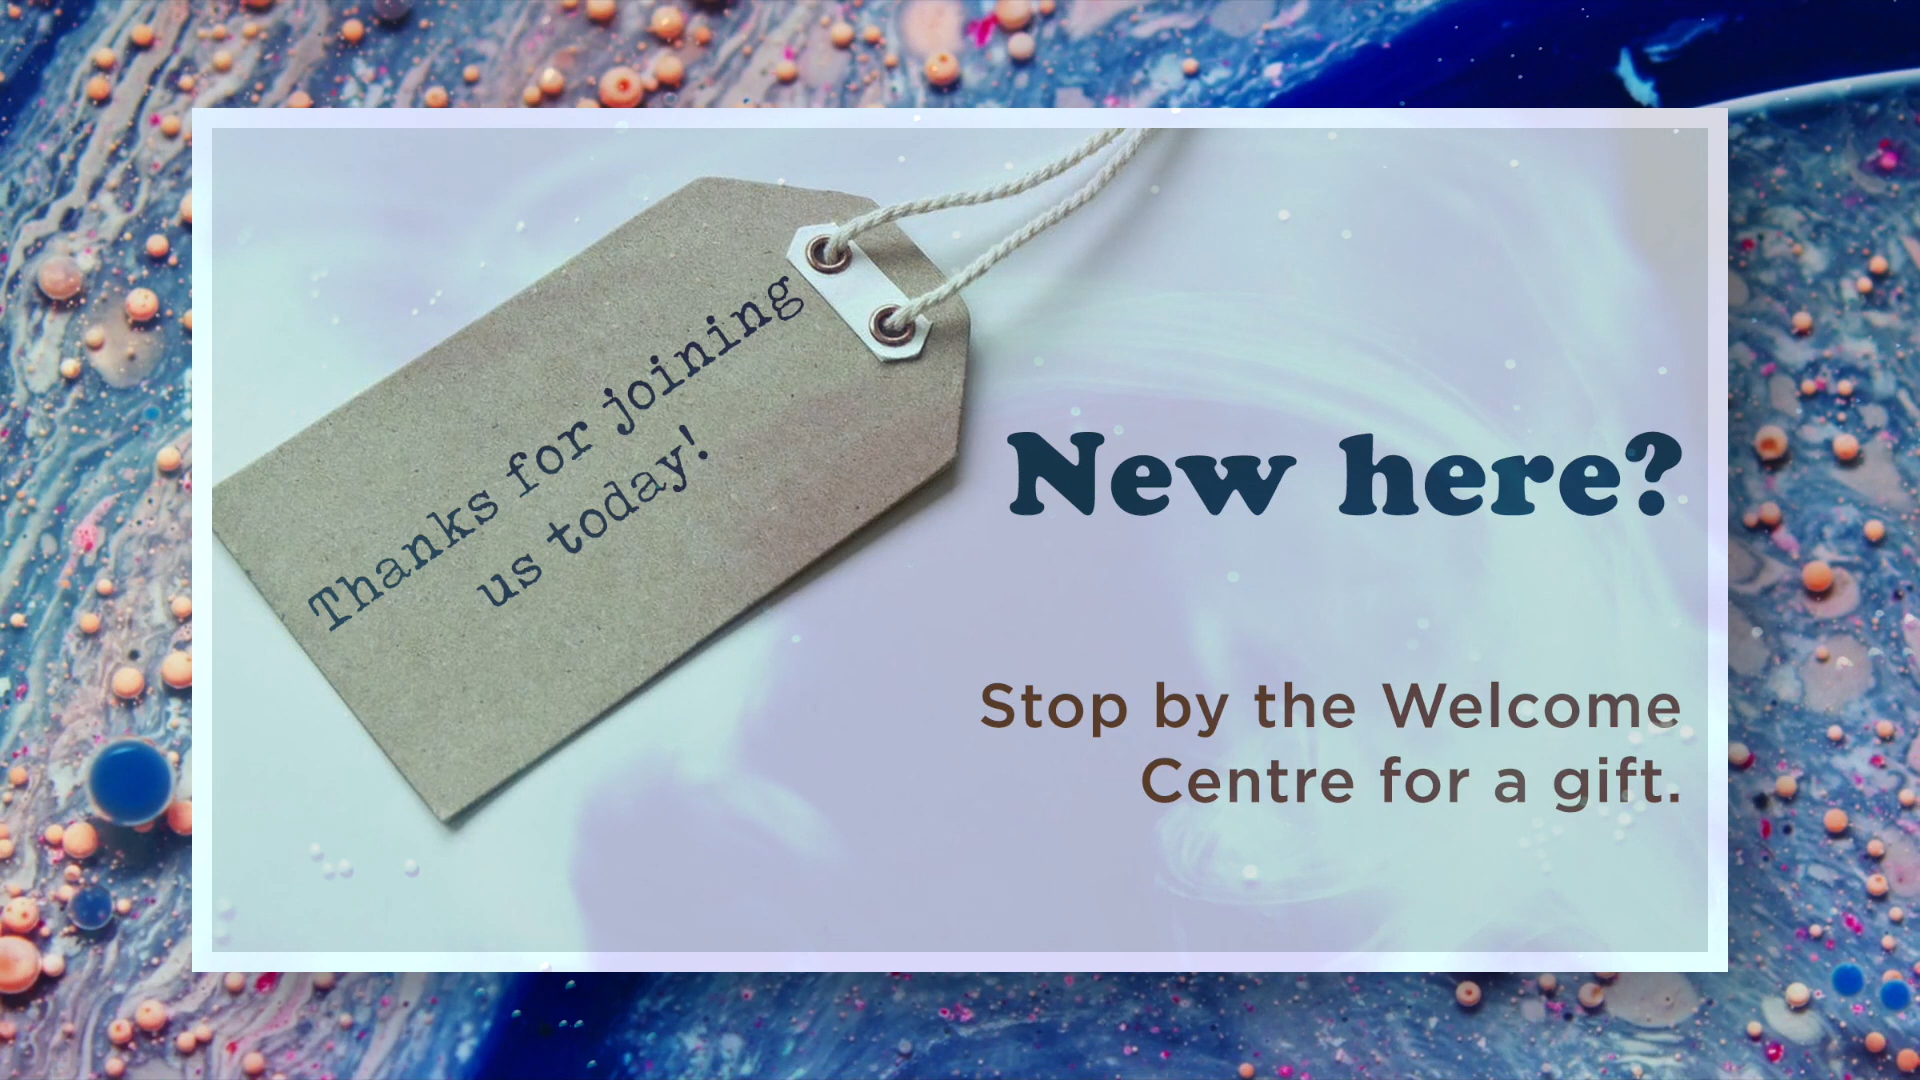 Thanks for joining
us today!
New here?
Stop by the Welcome
Centre for a gift.